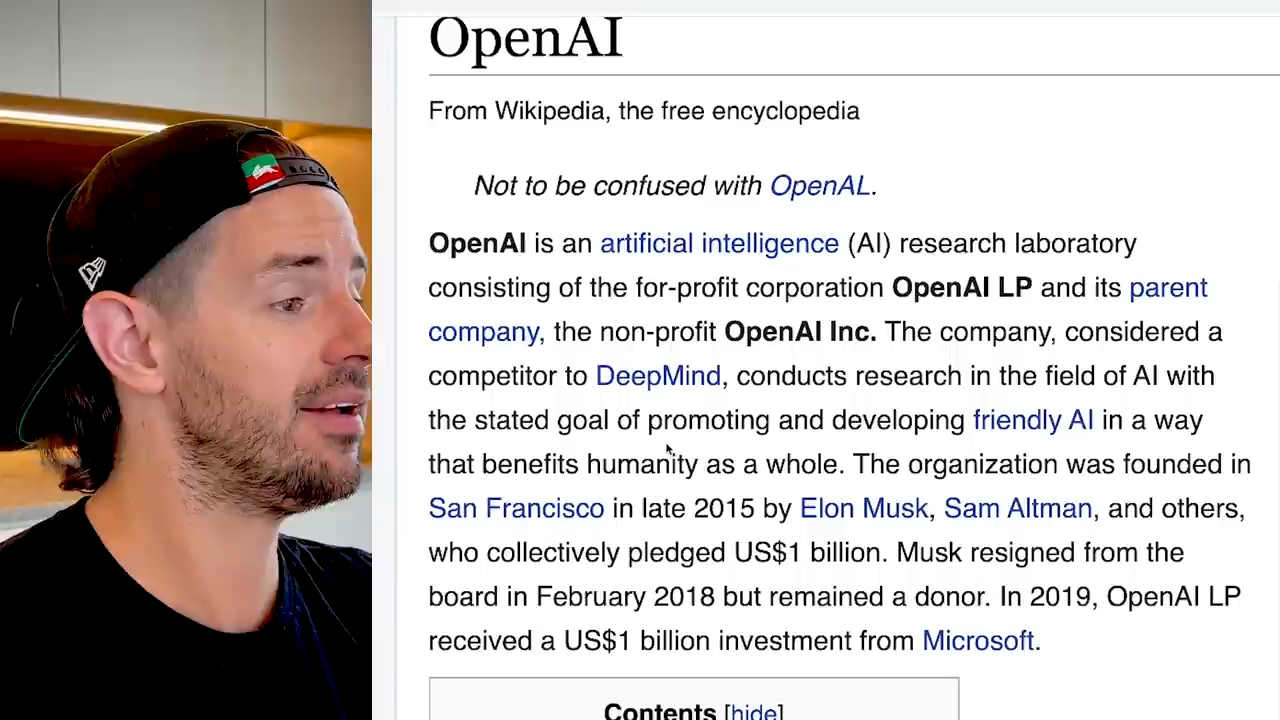 OpenAI
From Wikipedia, the free encyclopedia
Not to be confused with OpenAL.
OpenAI is an artificial intelligence (AI) research laboratory
consisting of the for-profit corporation OpenAI LP and its parent
company, the non-profit OpenAI Inc. The company, considered a
competitor to DeepMind, conducts research in the field of AI with
the stated goal of promoting and developing friendly AI in a way
that benefits humanity as a whole. The organization was founded in
San Francisco in late 2015 by Elon Musk, Sam Altman, and others,
who collectively pledged US$1 billion. Musk resigned from the
board in February 2018 but remained a donor. In 2019, OpenAI LP
received a US$1 billion investment from Microsoft.
Contents [hide]